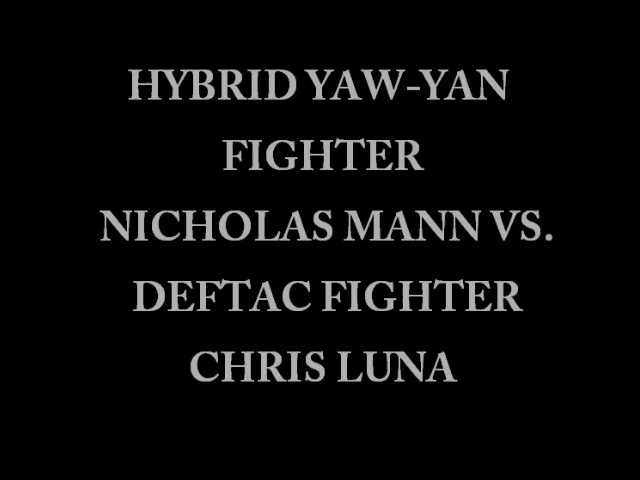 HYBRID YAW-YAN
FIGHTER
NICHOLAS MANN VS.
DEFTAC FIGHTER
CHRIS LUNA